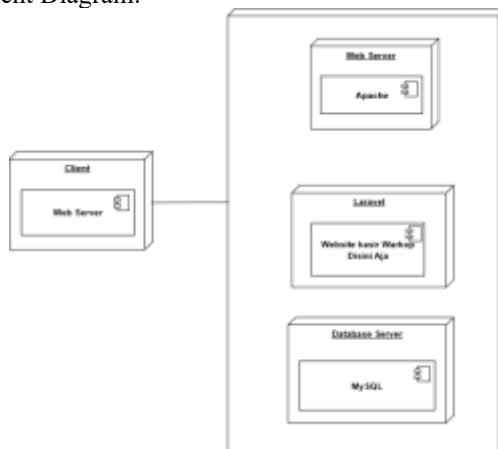 ent Diagram.
Web Server
Apache
Client
Web Server
Laravel
Website kasir Warkop
Disini Aja
Database Server
MySQL